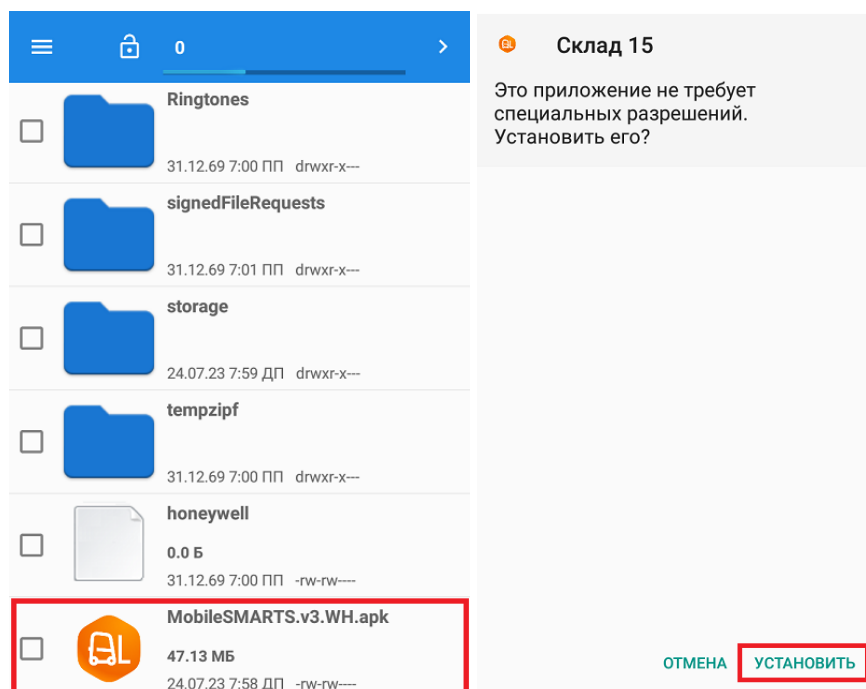 0
Ringtones
31.12.69 7:00 ПП drwxr-x---
signedFileRequests
31.12.69 7:01 ПП drwxr-x---
storage
24.07.23 7:59 ДП drwxr-x---
tempzipf
31.12.69 7:00 ПП drwxr-x---
honeywell
0.0 Б
31.12.69 7:00 ПП -rw-rw----
MobileSMARTS.v3.WH.apk
47.13 МБ
24.07.23 7:58 ДП -rw-rw----
Склад 15
Это приложение не требует
специальных разрешений.
Установить его?
ОТМЕНА УСТАНОВИТЬ